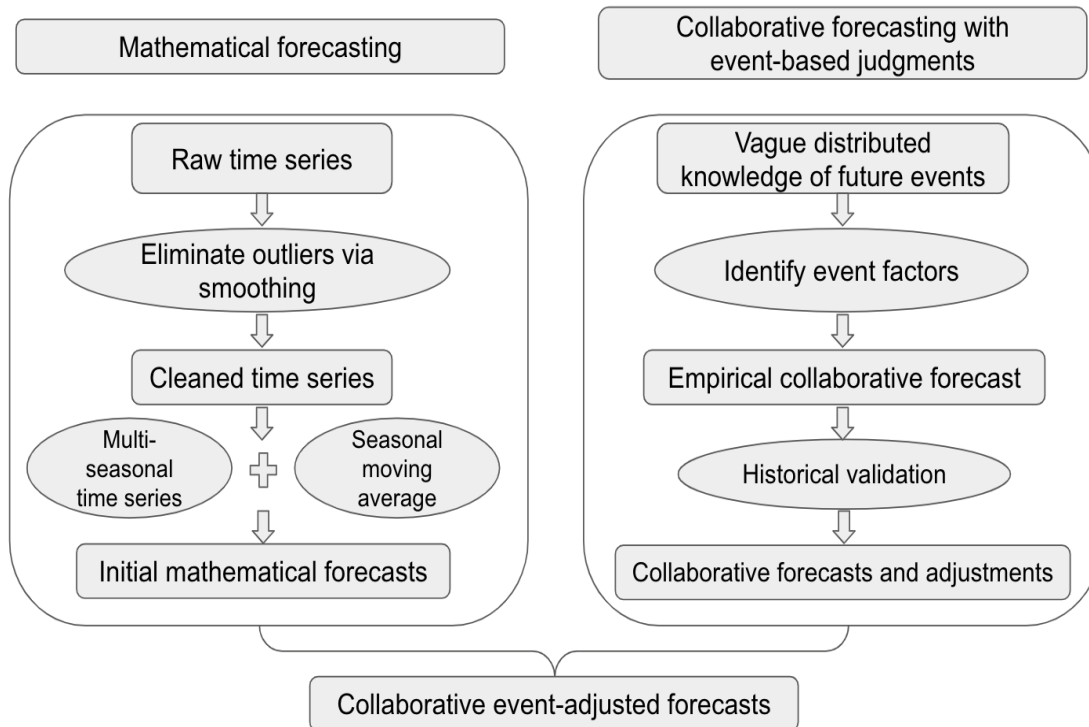 Mathematical forecasting
Collaborative forecasting with
event-based judgments
Raw time series
Eliminate outliers via
smoothing
Cleaned time series
Multi-
seasonal
time series
Seasonal
moving
average
Initial mathematical forecasts
Vague distributed
knowledge of future events
Identify event factors
Empirical collaborative forecast
Historical validation
Collaborative forecasts and adjustments
Collaborative event-adjusted forecasts